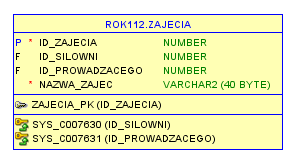 ROK112.ZAJECIA
P * ID_ZAJECIA NUMBER
F ID_SILOWNI NUMBER
F ID_PROWADZACEGO NUMBER
* NAZWA_ZAJEC VARCHAR2 (40 BYTE)
ZAJECIA_PK (ID_ZAJECIA)
SYS_C007630 (ID_SILOWNI)
SYS_C007631 (ID_PROWADZACEGO)